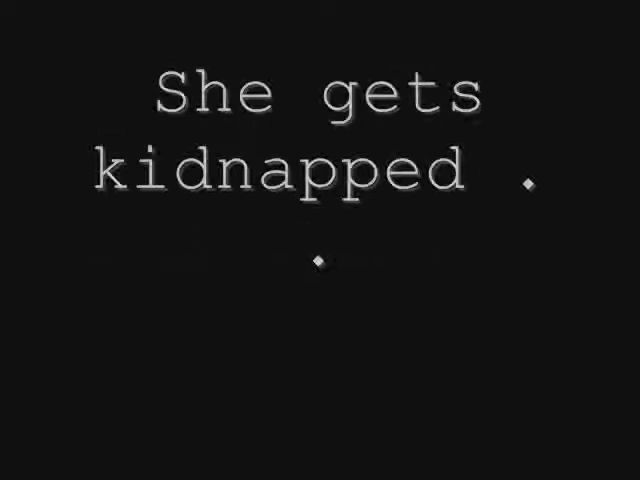 She gets
kidnapped .
.